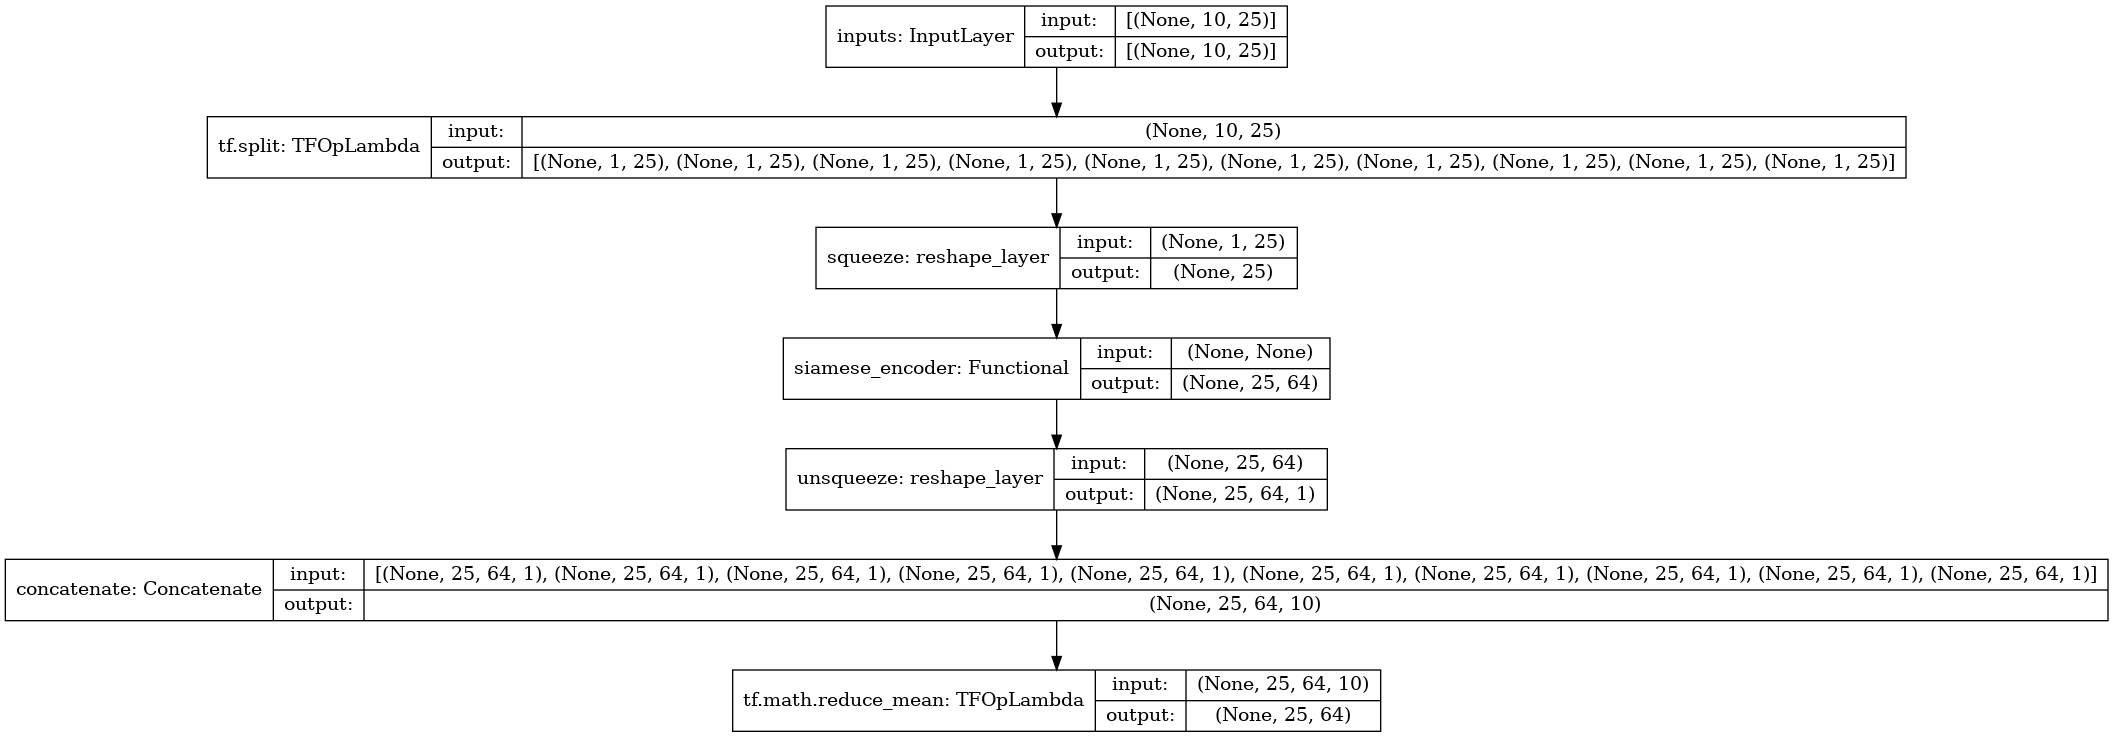 inputs: InputLayer
input:
[(None, 10, 25)]
output:
[(None, 10, 25)]
tf.split: TFOpLambda
input:
(None, 10, 25)
output:
[(None, 1, 25), (None, 1, 25), (None, 1, 25), (None, 1, 25), (None, 1, 25), (None, 1, 25), (None, 1, 25), (None, 1, 25), (None, 1, 25), (None, 1, 25)]
squeeze: reshape_layer
input:
(None, 1, 25)
output:
(None, 25)
siamese_encoder: Functional
input:
(None, None)
output:
(None, 25, 64)
unsqueeze: reshape_layer
input:
(None, 25, 64)
output:
(None, 25, 64, 1)
concatenate: Concatenate
input:
[(None, 25, 64, 1), (None, 25, 64, 1), (None, 25, 64, 1), (None, 25, 64, 1), (None, 25, 64, 1), (None, 25, 64, 1), (None, 25, 64, 1), (None, 25, 64, 1), (None, 25, 64, 1), (None, 25, 64, 1)]
output:
(None, 25, 64, 10)
tf.math.reduce_mean: TFOpLambda
input:
(None, 25, 64, 10)
output:
(None, 25, 64)